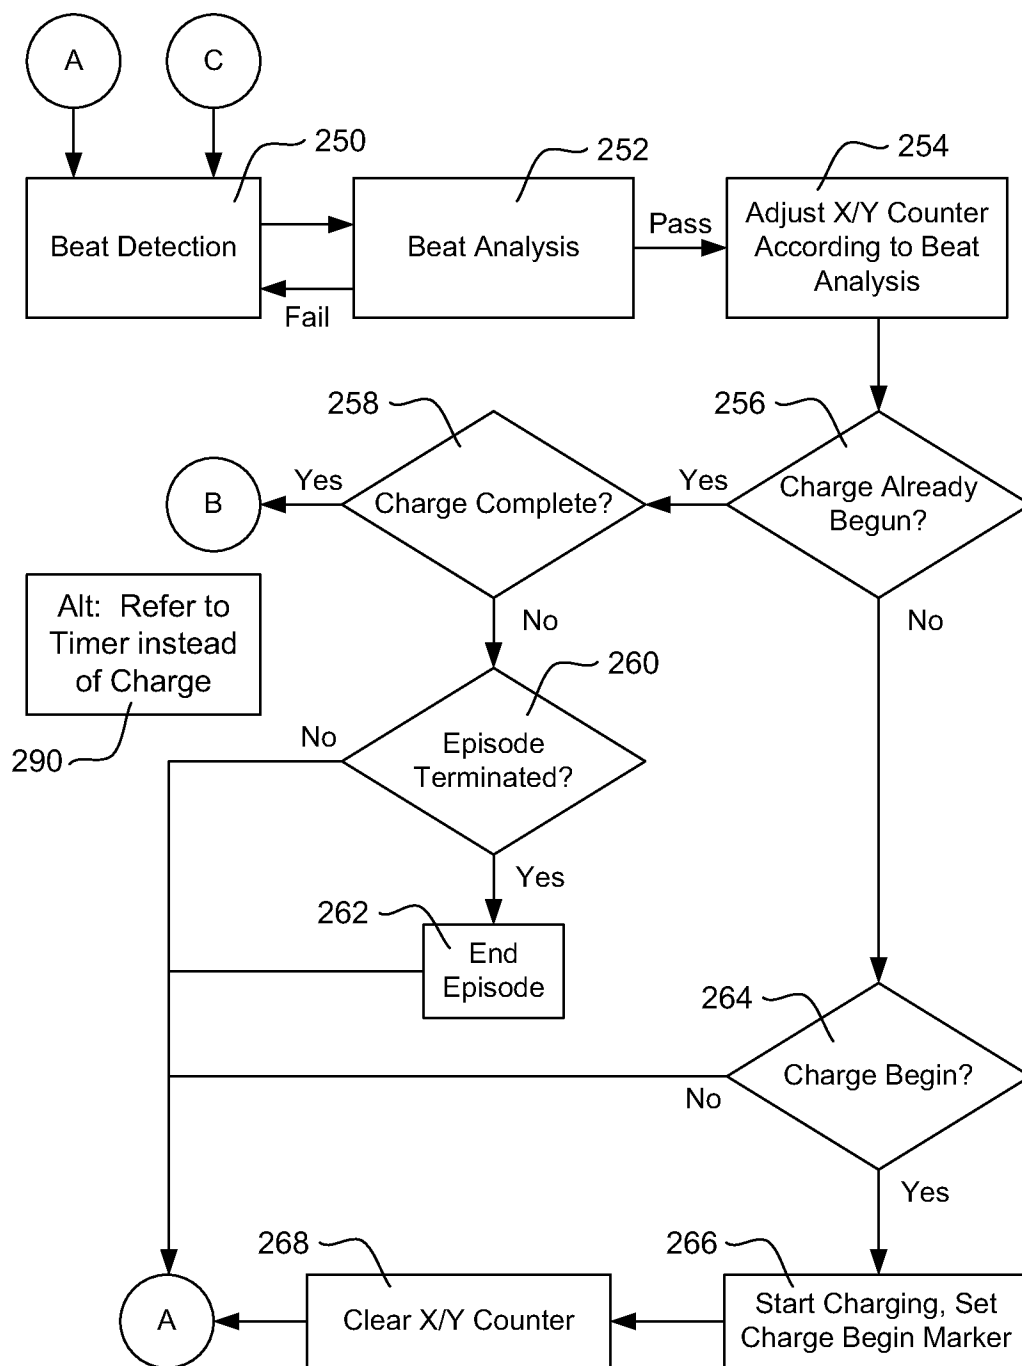 A
C
250
252
254
Beat Detection
Beat Analysis
Pass
Fail
Adjust X/Y Counter
According to Beat
Analysis
258
256
B
Yes
Charge Complete?
Yes
Charge Already
Begun?
Alt: Refer to
Timer instead
of Charge
290
No
No
260
No
Episode
Terminated?
Yes
262
End
Episode
264
Charge Begin?
No
Yes
268
266
A
Clear X/Y Counter
Start Charging, Set
Charge Begin Marker